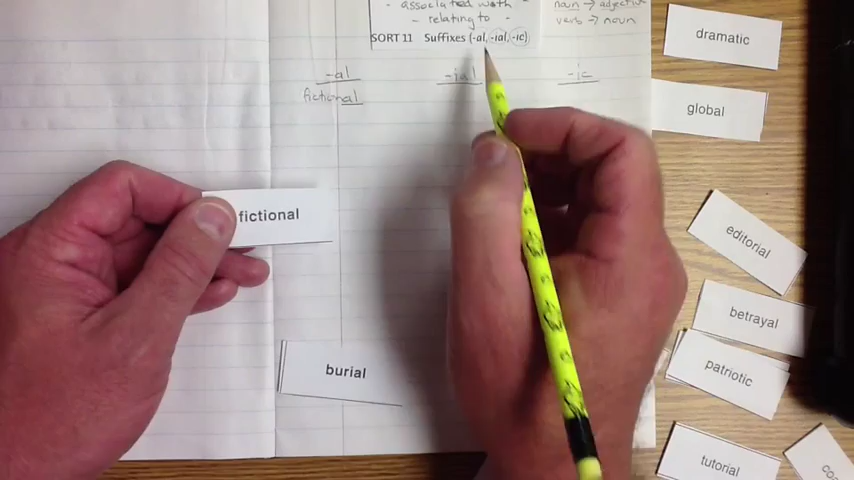 - associated with -
- relating to -
noun → adjective
verb → noun
SORT 11 Suffixes (-al, -ial, -ic)
-al
-ial
-ic
fictional
fictional
burial
dramatic
global
editorial
betrayal
patriotic
tutorial